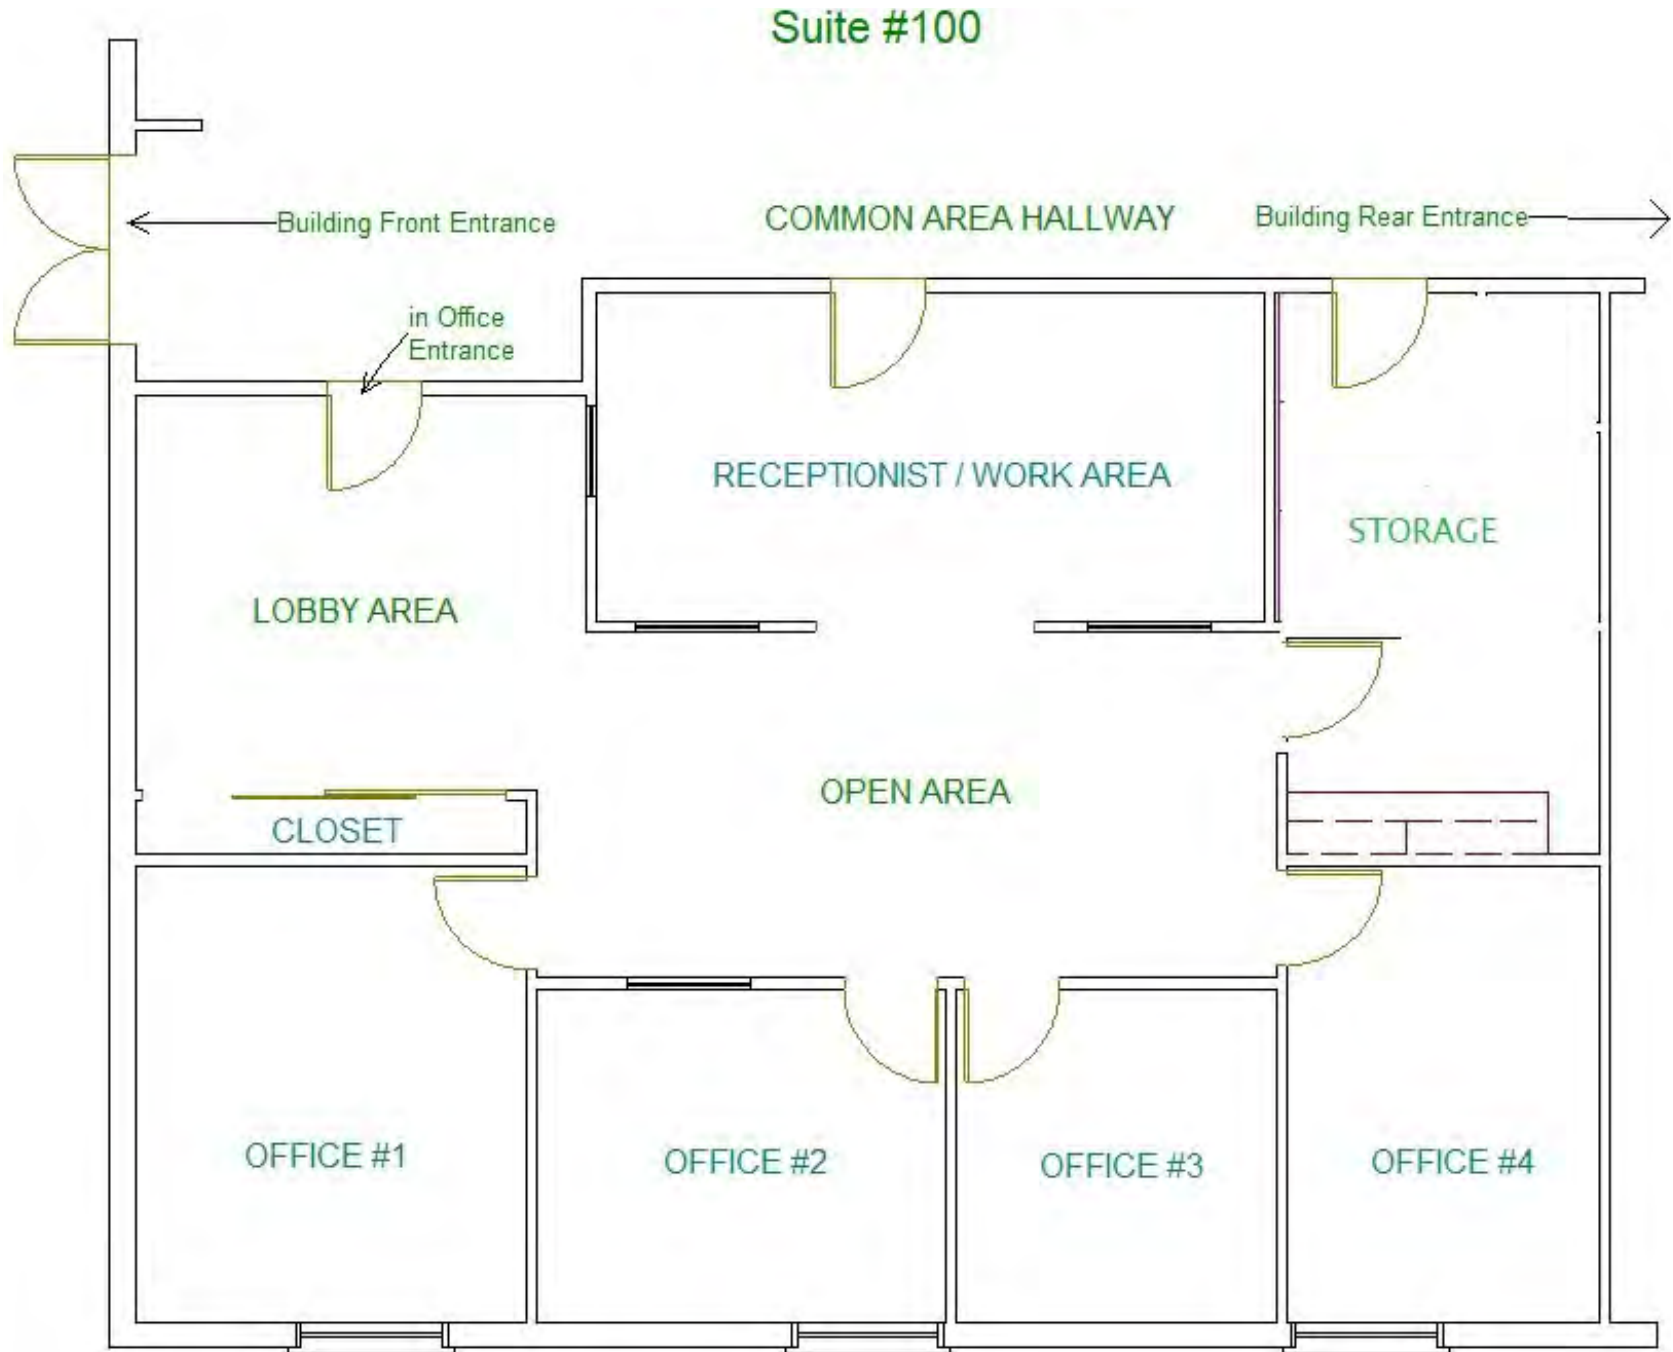 Suite #100
Building Front Entrance
COMMON AREA HALLWAY
Building Rear Entrance
in Office
Entrance
RECEPTIONIST / WORK AREA
STORAGE
LOBBY AREA
OPEN AREA
CLOSET
OFFICE #1
OFFICE #2
OFFICE #3
OFFICE #4